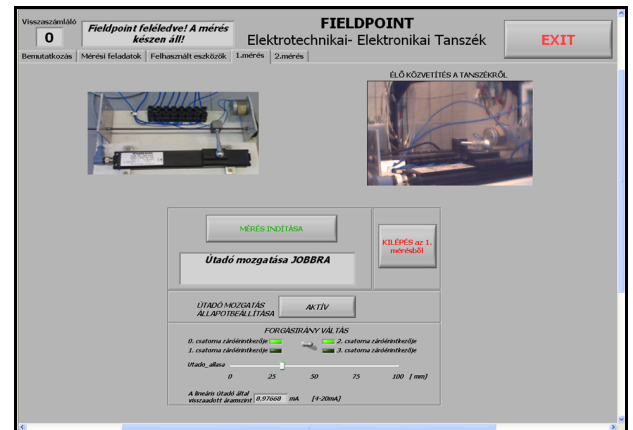 Visszaszámláló
0
Fieldpoint feléledve! A mérés
készen áll!
FIELDPOINT
Elektrotechnikai- Elektronikai Tanszék
EXIT
Bemutatkozás Mérési feladatok Felhasznált eszközök 1.mérés 2.mérés
ÉLŐ KÖZVETÍTÉS A TANSZÉKRŐL
MÉRÉS INDÍTÁSA
Útadó mozgatása JOBBRA
KILÉPÉS az 1.
mérésből
ÚTADÓ MOZGATÁS
ÁLLAPOTBEÁLLÍTÁSA
AKTÍV
FORGÁSIRÁNY VÁLTÁS
0. csatorna záróérintkezője
2. csatorna záróérintkezője
1. csatorna záróérintkezője
3. csatorna záróérintkezője
Utado_allasa
0 25 50 75 100 [mm]
A lineáris útadó által
visszaadott áramszint 8.97668 mA [4-20mA]